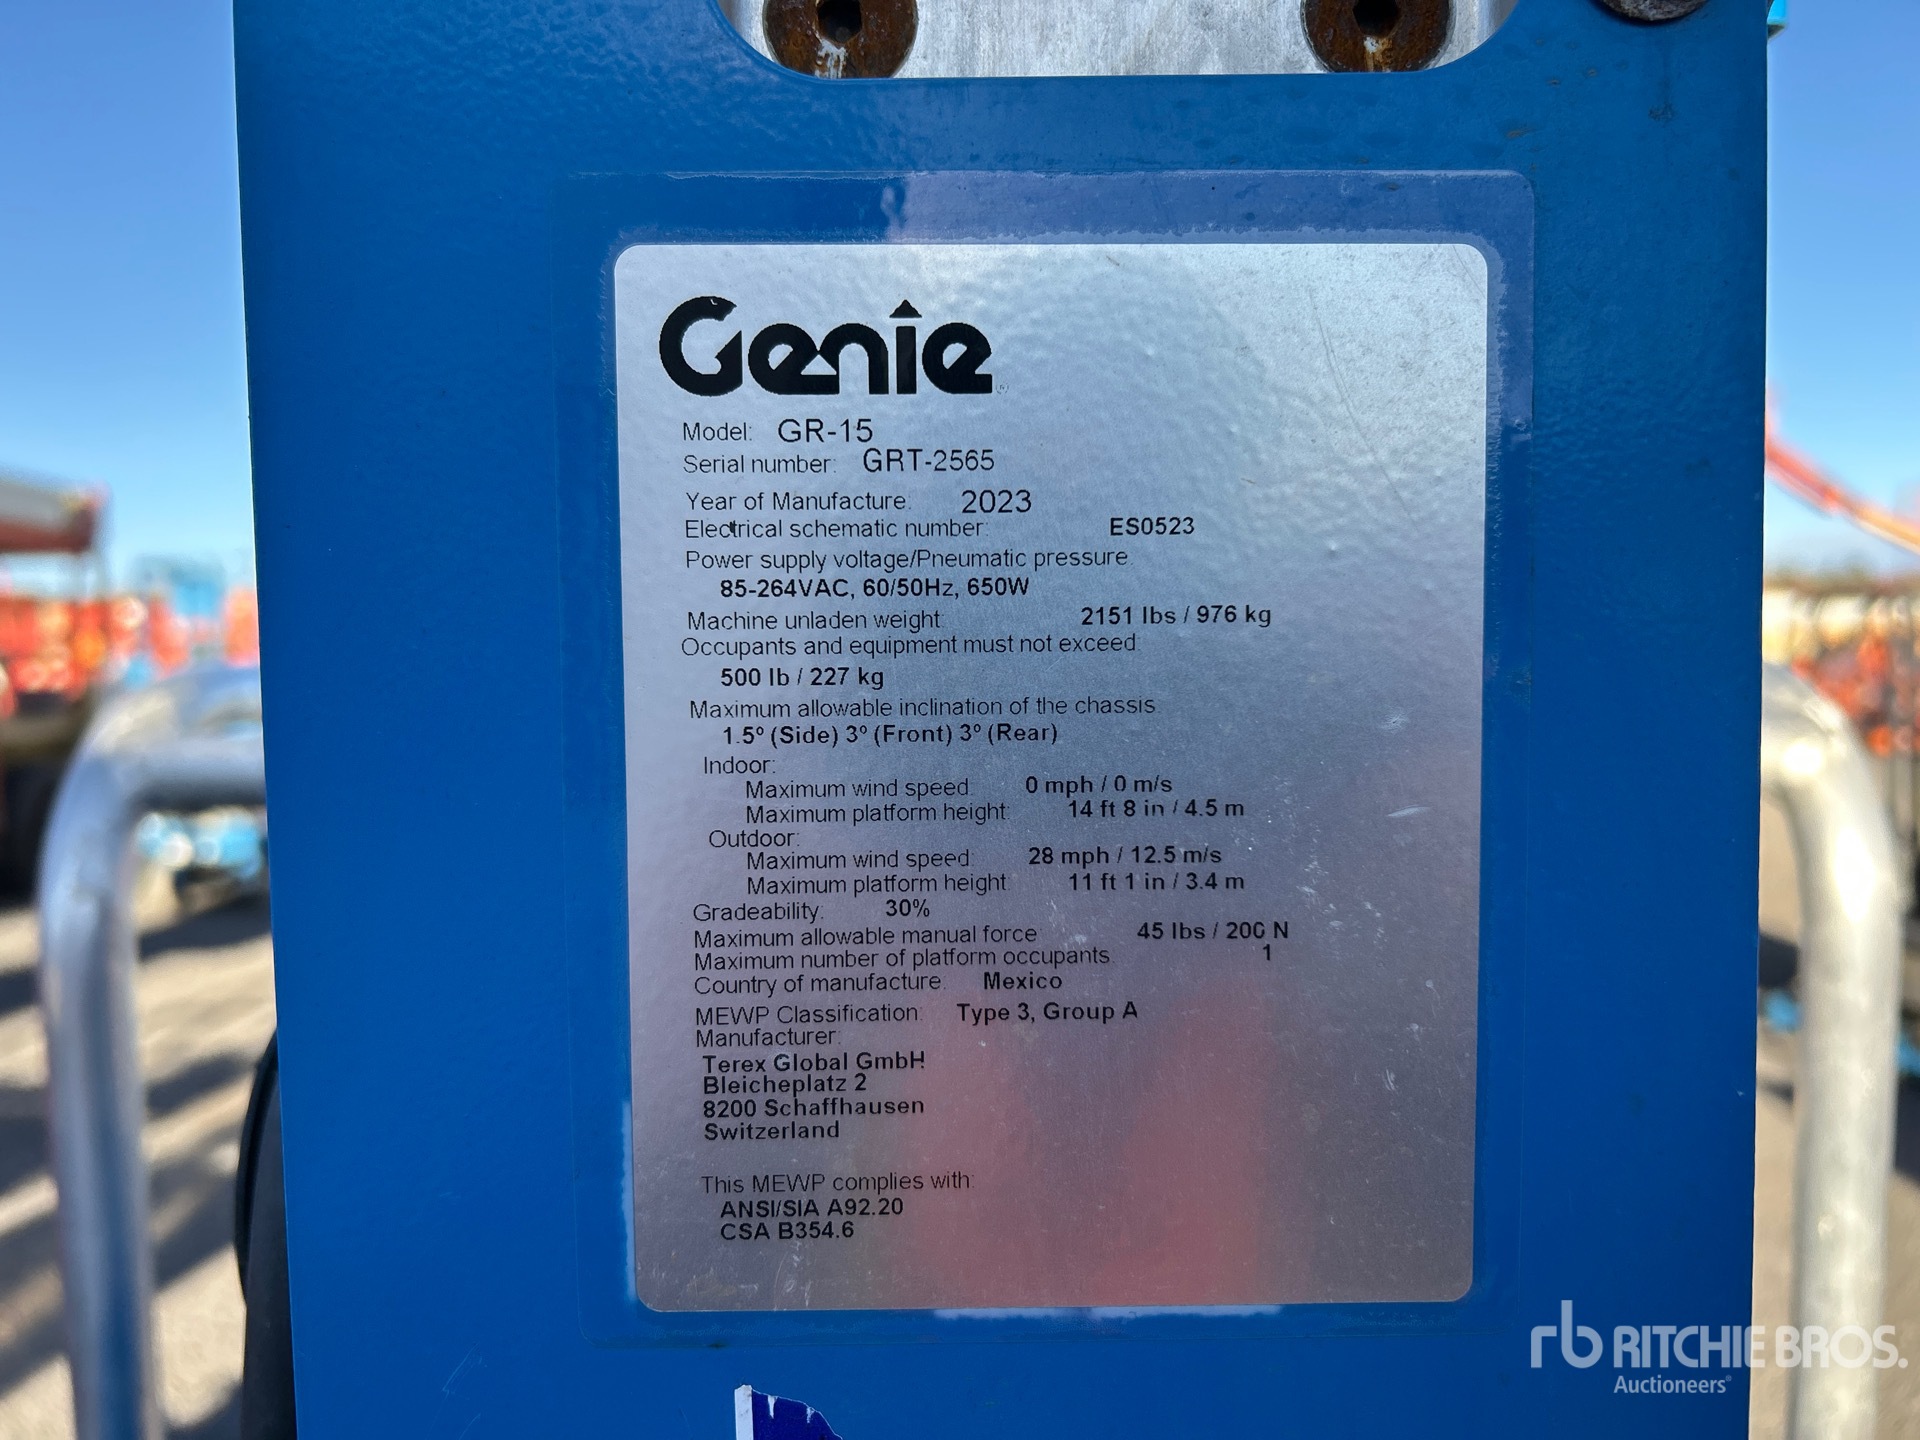 Genie
Model: GR-15
Serial number: GRT-2565
Year of Manufacture: 2023
Electrical schematic number: ES0523
Power supply voltage/Pneumatic pressure:
85-264VAC, 60/50Hz, 650W
Machine unladen weight: 2151 lbs / 976 kg
Occupants and equipment must not exceed:
500 lb / 227 kg
Maximum allowable inclination of the chassis:
1.5º (Side) 3º (Front) 3º (Rear)
Indoor:
Maximum wind speed: 0 mph / 0 m/s
Maximum platform height: 14 ft 8 in / 4.5 m
Outdoor:
Maximum wind speed: 28 mph / 12.5 m/s
Maximum platform height: 11 ft 1 in / 3.4 m
Gradeability: 30%
Maximum allowable manual force: 45 lbs / 200 N
Maximum number of platform occupants: 1
Country of manufacture: Mexico
MEWP Classification: Type 3, Group A
Manufacturer:
Terex Global GmbH
Bleicheplatz 2
8200 Schaffhausen
Switzerland
This MEWP complies with:
ANSI/SIA A92.20
CSA B354.6
rb RITCHIE BROS.
Auctioneers®